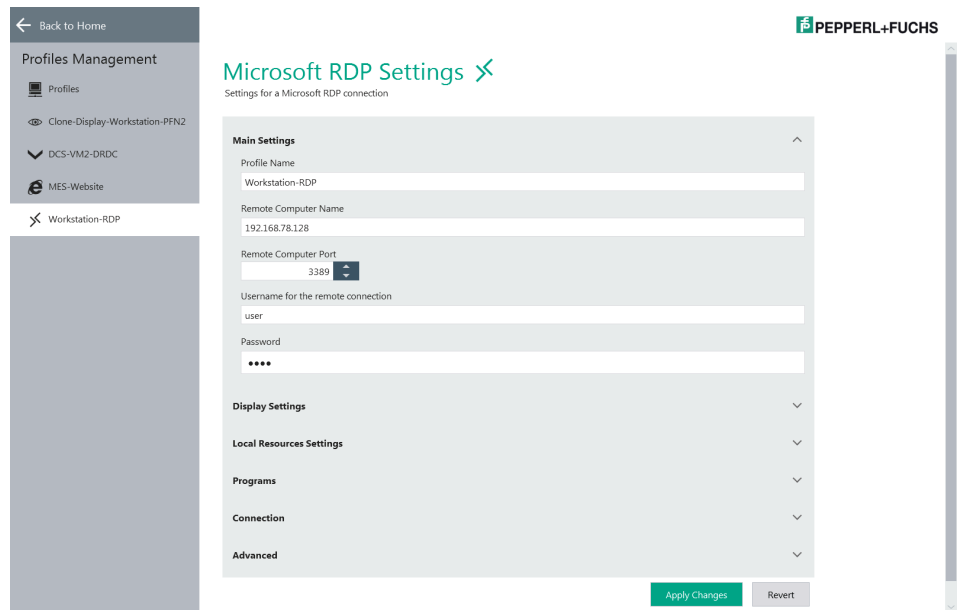 Back to Home
PEPPERL+FUCHS
Profiles Management
Profiles
Clone-Display-Workstation-PFN2
DCS-VM2-DRDC
MES-Website
Workstation-RDP
Microsoft RDP Settings
Settings for a Microsoft RDP connection
Main Settings
Profile Name
Workstation-RDP
Remote Computer Name
192.168.78.128
Remote Computer Port
3389
Username for the remote connection
user
Password
••••
Display Settings
Local Resources Settings
Programs
Connection
Advanced
Apply Changes
Revert